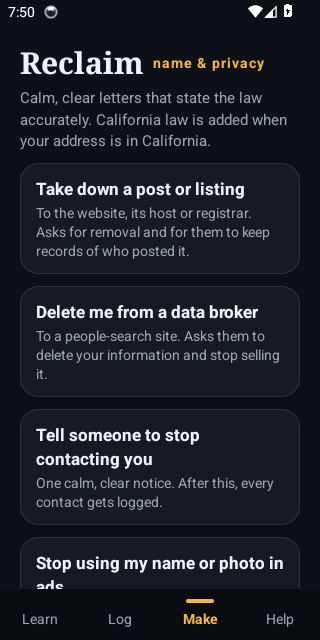 7:50
Reclaim name & privacy
Calm, clear letters that state the law
accurately. California law is added when
your address is in California.
Take down a post or listing
To the website, its host or registrar.
Asks for removal and for them to keep
records of who posted it.
Delete me from a data broker
To a people-search site. Asks them to
delete your information and stop selling
it.
Tell someone to stop
contacting you
One calm, clear notice. After this, every
contact gets logged.
Stop using my name or photo in
ads
Learn Log Make Help